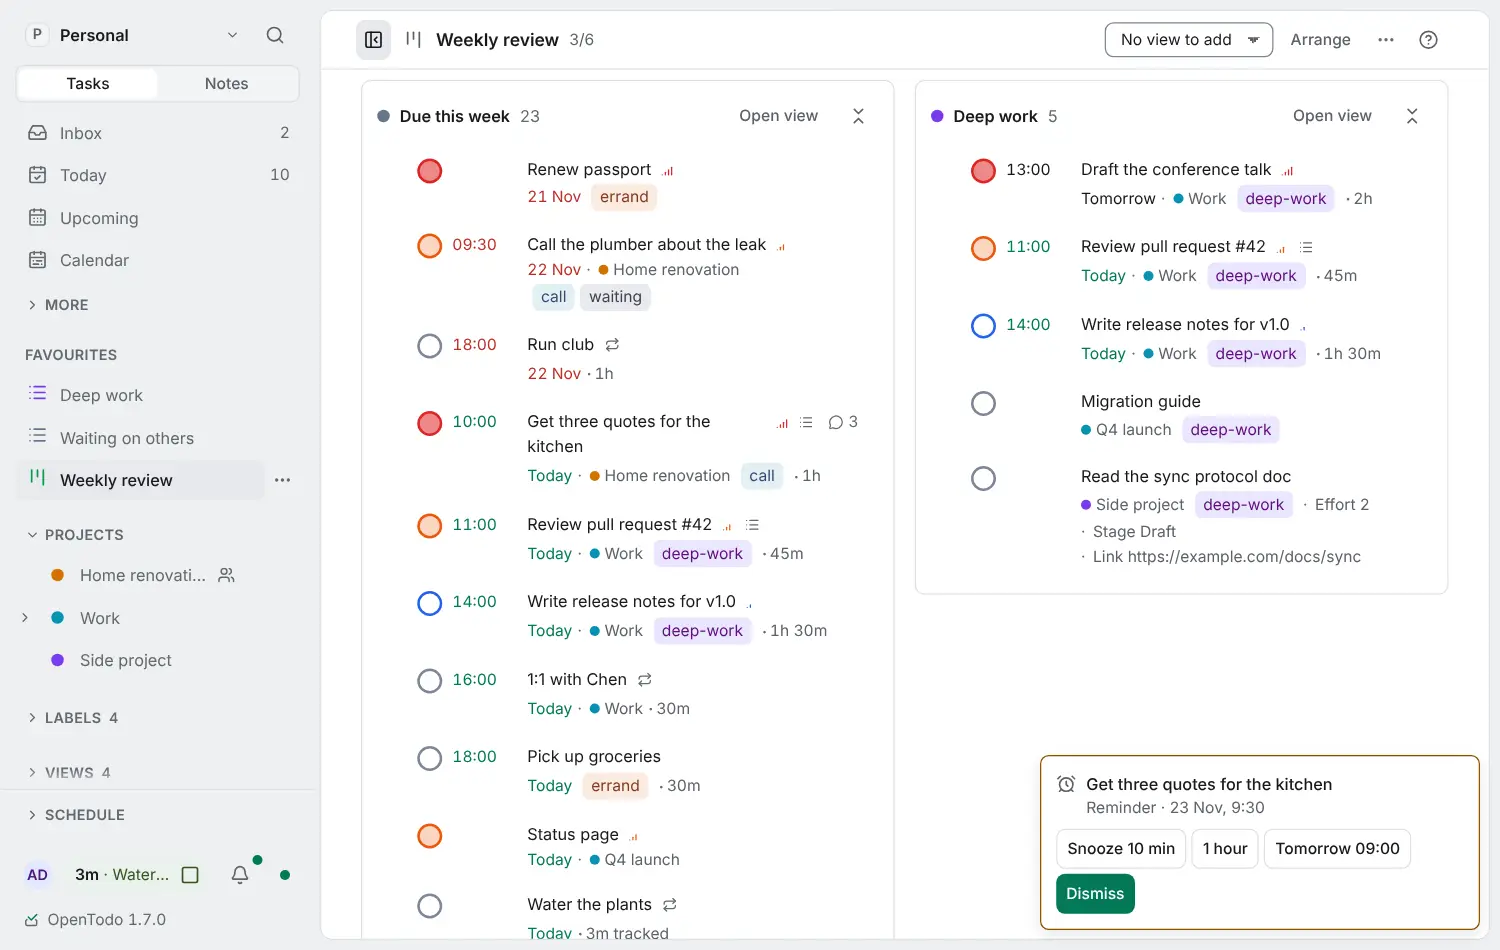 P Personal
Tasks Notes
Inbox 2
Today 10
Upcoming
Calendar
MORE
FAVOURITES
Deep work
Waiting on others
Weekly review
PROJECTS
Home renovati...
Work
Side project
LABELS 4
VIEWS 4
SCHEDULE
AD 3m · Water...
OpenTodo 1.7.0
Weekly review 3/6
No view to add
Arrange
Due this week 23 Open view
Renew passport
21 Nov errand
09:30 Call the plumber about the leak
22 Nov · Home renovation
call waiting
18:00 Run club
22 Nov · 1h
10:00 Get three quotes for the 3
kitchen
Today · Home renovation call · 1h
11:00 Review pull request #42
Today · Work deep-work · 45m
14:00 Write release notes for v1.0
Today · Work deep-work · 1h 30m
16:00 1:1 with Chen
Today · Work · 30m
18:00 Pick up groceries
Today errand · 30m
Status page
Today · Q4 launch
Water the plants
Today · 3m tracked
Deep work 5 Open view
13:00 Draft the conference talk
Tomorrow · Work deep-work · 2h
11:00 Review pull request #42
Today · Work deep-work · 45m
14:00 Write release notes for v1.0
Today · Work deep-work · 1h 30m
Migration guide
Q4 launch deep-work
Read the sync protocol doc
Side project deep-work · Effort 2
· Stage Draft
· Link https://example.com/docs/sync
Get three quotes for the kitchen
Reminder · 23 Nov, 9:30
Snooze 10 min 1 hour Tomorrow 09:00
Dismiss